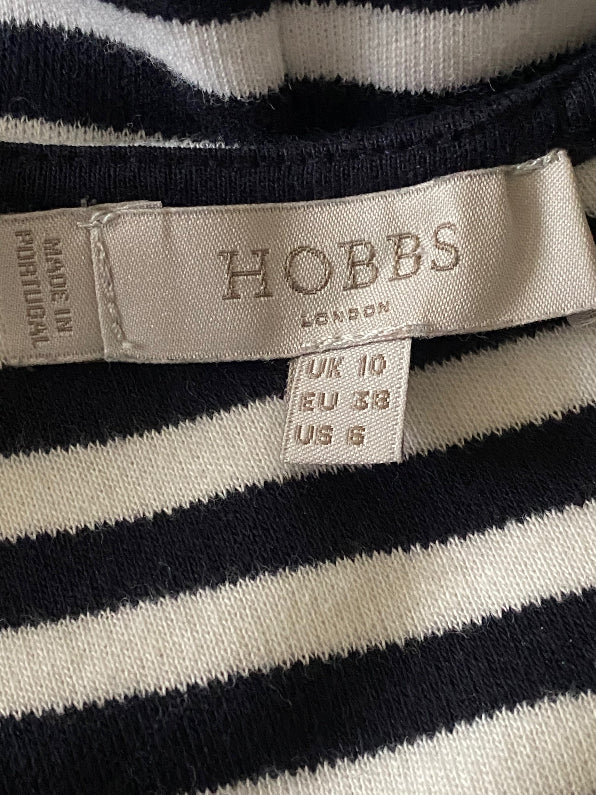 MADE IN
PORTUGAL
HOBBS
LONDON
UK 10
EU 38
US 6